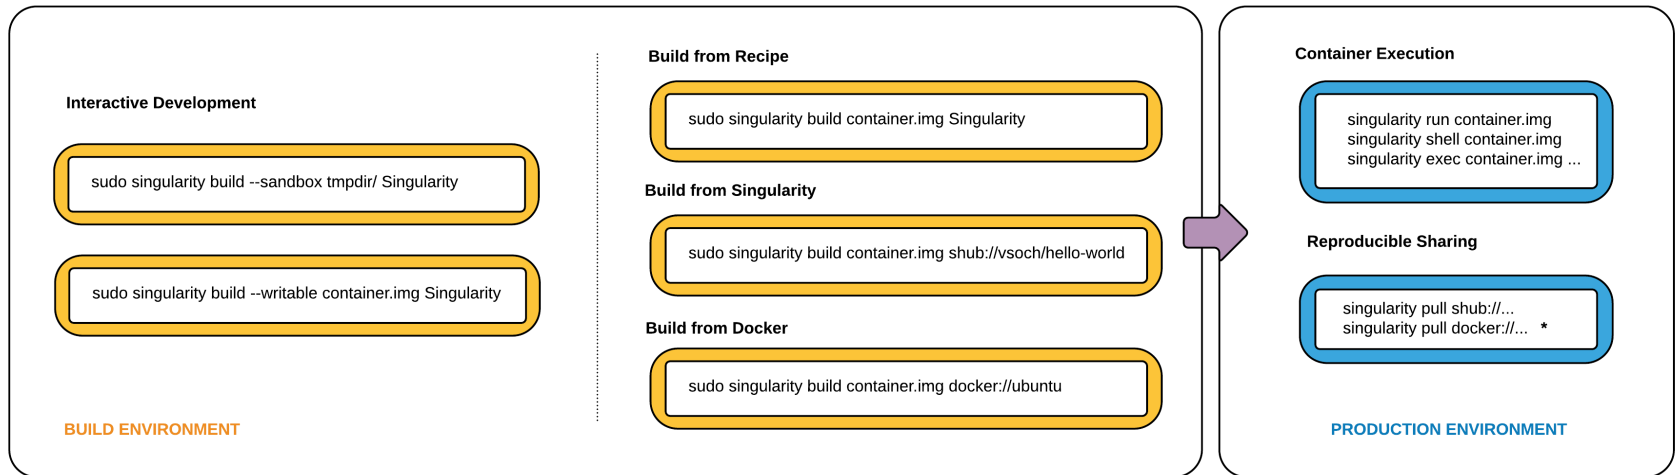 Interactive Development
sudo singularity build --sandbox tmpdir/ Singularity
sudo singularity build --writable container.img Singularity
BUILD ENVIRONMENT
Build from Recipe
sudo singularity build container.img Singularity
Build from Singularity
sudo singularity build container.img shub://vsoch/hello-world
Build from Docker
sudo singularity build container.img docker://ubuntu
Container Execution
singularity run container.img
singularity shell container.img
singularity exec container.img ...
Reproducible Sharing
singularity pull shub://...
singularity pull docker://... *
PRODUCTION ENVIRONMENT